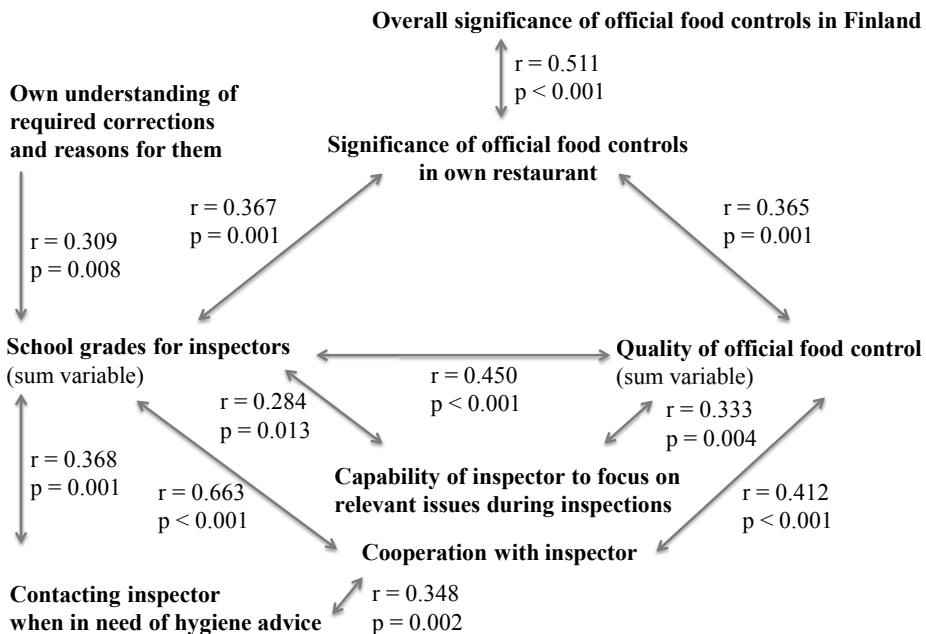 Overall significance of official food controls in Finland
r = 0.511
p < 0.001
Own understanding of
required corrections
and reasons for them
Significance of official food controls
in own restaurant
r = 0.309
p = 0.008
r = 0.367
p = 0.001
r = 0.365
p = 0.001
School grades for inspectors
(sum variable)
r = 0.450
p < 0.001
Quality of official food control
(sum variable)
r = 0.284
p = 0.013
r = 0.333
p = 0.004
r = 0.368
p = 0.001
r = 0.663
p < 0.001
Capability of inspector to focus on
relevant issues during inspections
r = 0.412
p < 0.001
Cooperation with inspector
Contacting inspector
when in need of hygiene advice
r = 0.348
p = 0.002